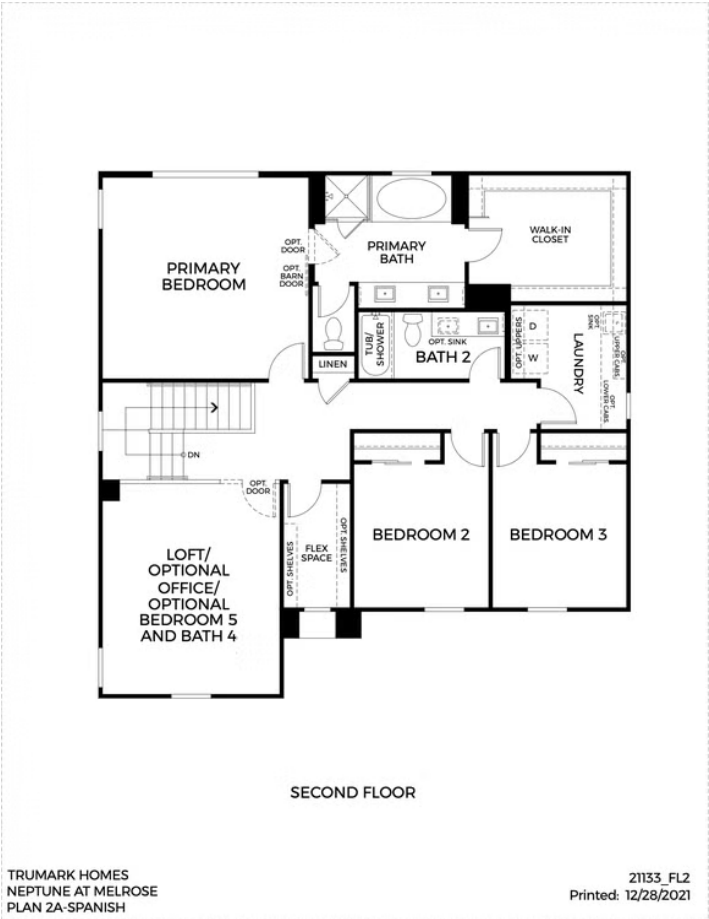 OPT.
DOOR
OPT.
BARN
DOOR
PRIMARY
BEDROOM
PRIMARY
BATH
WALK-IN
CLOSET
LINEN
TUB/
SHOWER
OPT. SINK
BATH 2
OPT. UPPERS
D
W
LAUNDRY
OPT.
SINK
OPT.
UPPER CABS.
OPT.
LOWER CABS.
DN
OPT.
DOOR
LOFT/
OPTIONAL
OFFICE/
OPTIONAL
BEDROOM 5
AND BATH 4
OPT. SHELVES
FLEX
SPACE
OPT. SHELVES
BEDROOM 2
BEDROOM 3
SECOND FLOOR
TRUMARK HOMES
NEPTUNE AT MELROSE
PLAN 2A-SPANISH
21133_FL2
Printed: 12/28/2021